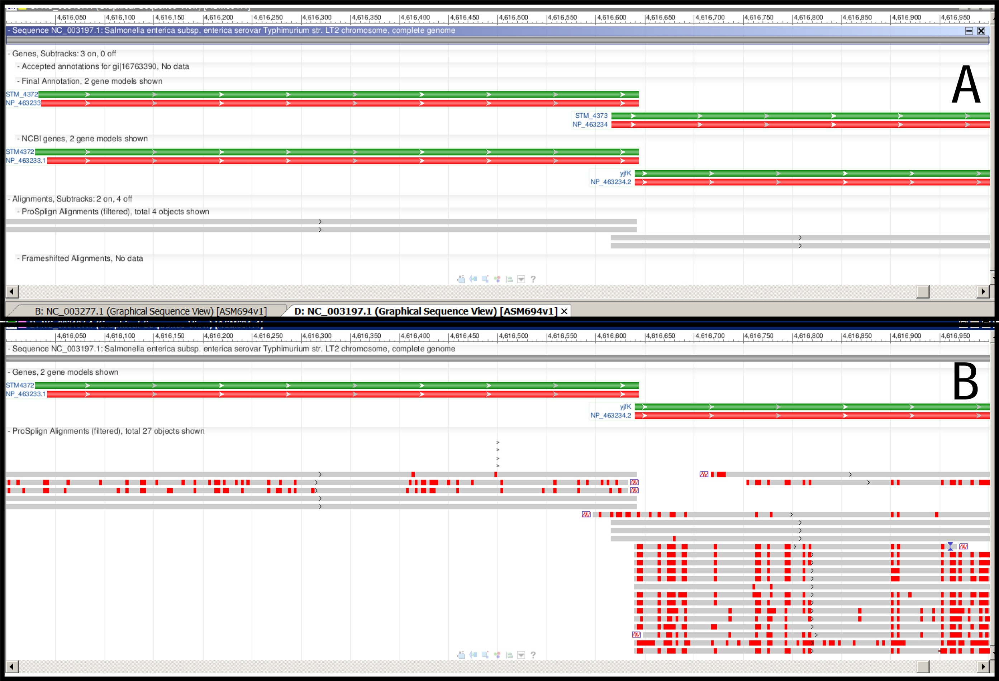 4,616,050 4,616,100 4,616,150 4,616,200 4,616,250 4,616,300 4,616,350 4,616,400 4,616,450 4,616,500 4,616,550 4,616,600 4,616,650 4,616,700 4,616,750 4,616,800 4,616,850 4,616,900 4,616,950
- Sequence NC_003197.1: Salmonella enterica subsp. enterica serovar Typhimurium str. LT2 chromosome, complete genome
- Genes, Subtracks: 3 on, 0 off
- Accepted annotations for gi|16763390, No data
A
- Final Annotation, 2 gene models shown
STM_4372
NP_463233
STM_4373
NP_463234
- NCBI genes, 2 gene models shown
STM4372
NP_463233.1
yjfK
NP_463234.2
- Alignments, Subtracks: 2 on, 4 off
- ProSplign Alignments (filtered), total 4 objects shown
- Frameshifted Alignments, No data
?
B: NC_003277.1 (Graphical Sequence View) [ASM694v1] D: NC_003197.1 (Graphical Sequence View) [ASM694v1]
4,616,050 4,616,100 4,616,150 4,616,200 4,616,250 4,616,300 4,616,350 4,616,400 4,616,450 4,616,500 4,616,550 4,616,600 4,616,650 4,616,700 4,616,750 4,616,800 4,616,850 4,616,900 4,616,950
- Sequence NC_003197.1: Salmonella enterica subsp. enterica serovar Typhimurium str. LT2 chromosome, complete genome
- Genes, 2 gene models shown
B
STM4372
NP_463233.1
yjfK
NP_463234.2
- ProSplign Alignments (filtered), total 27 objects shown
?